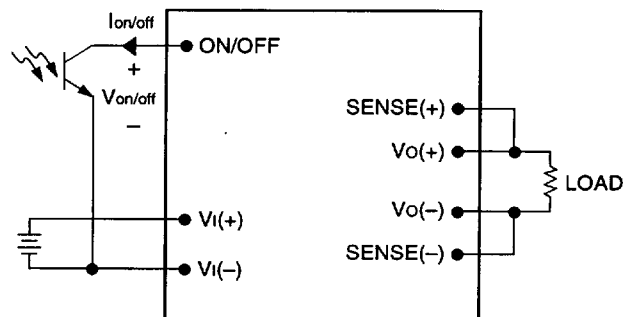 Ion/off
ON/OFF
+
Von/off
–
SENSE(+)
VO(+)
LOAD
VI(+)
VO(–)
SENSE(–)
VI(–)